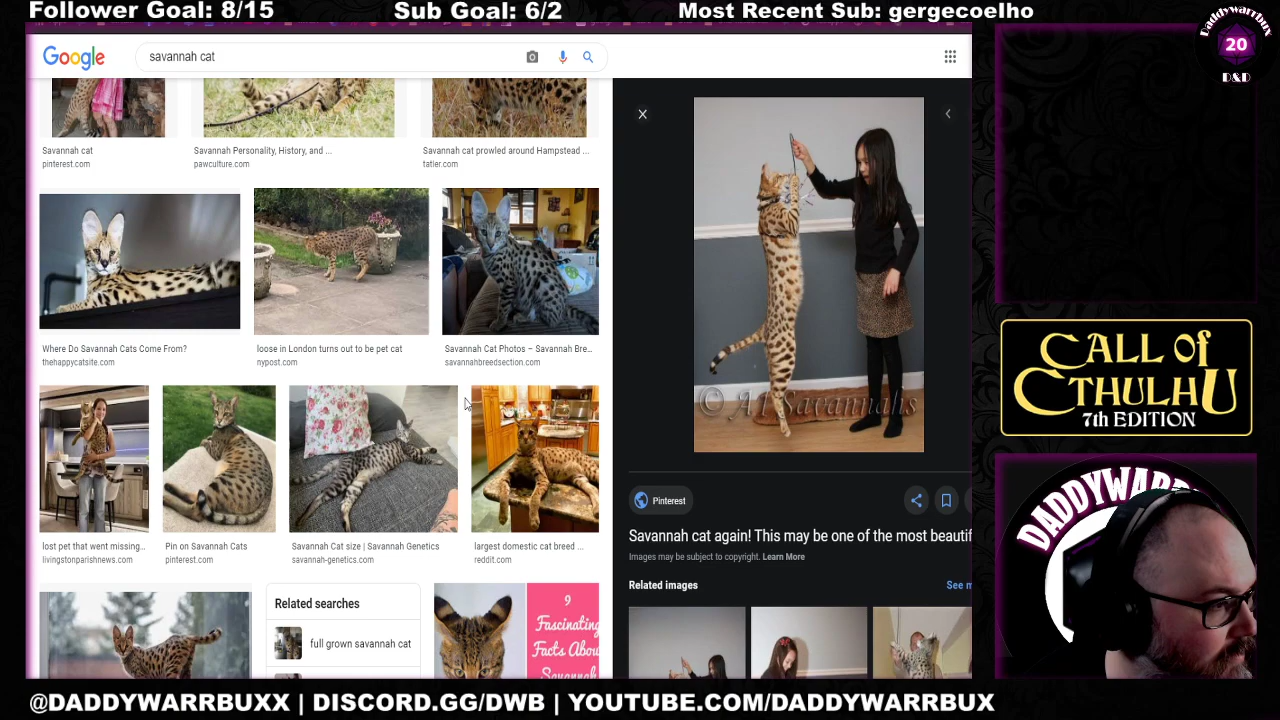 Follower Goal: 8/15
Sub Goal: 6/2
Most Recent Sub: gergecoelho
Daddywarrbux
20
D&D
Google
savannah cat
Savannah cat
pinterest.com
Savannah Personality, History, and ...
pawculture.com
Savannah cat prowled around Hampstead ...
tatler.com
Where Do Savannah Cats Come From?
thehappycatsite.com
loose in London turns out to be pet cat
nypost.com
Savannah Cat Photos – Savannah Bre...
savannahbreedsection.com
lost pet that went missing...
livingstonparishnews.com
Pin on Savannah Cats
pinterest.com
Savannah Cat size | Savannah Genetics
savannah-genetics.com
largest domestic cat breed ...
reddit.com
Related searches
full grown savannah cat
9
Fascinating
Facts Abou
Savannah
© A1 Savannahs
Pinterest
Savannah cat again! This may be one of the most beautif
Images may be subject to copyright. Learn More
Related images
See m
CALL of
CTHULHU
7th EDITION
DADDYWARR
@DADDYWARRBUXX | DISCORD.GG/DWB | YOUTUBE.COM/DADDYWARRBUX